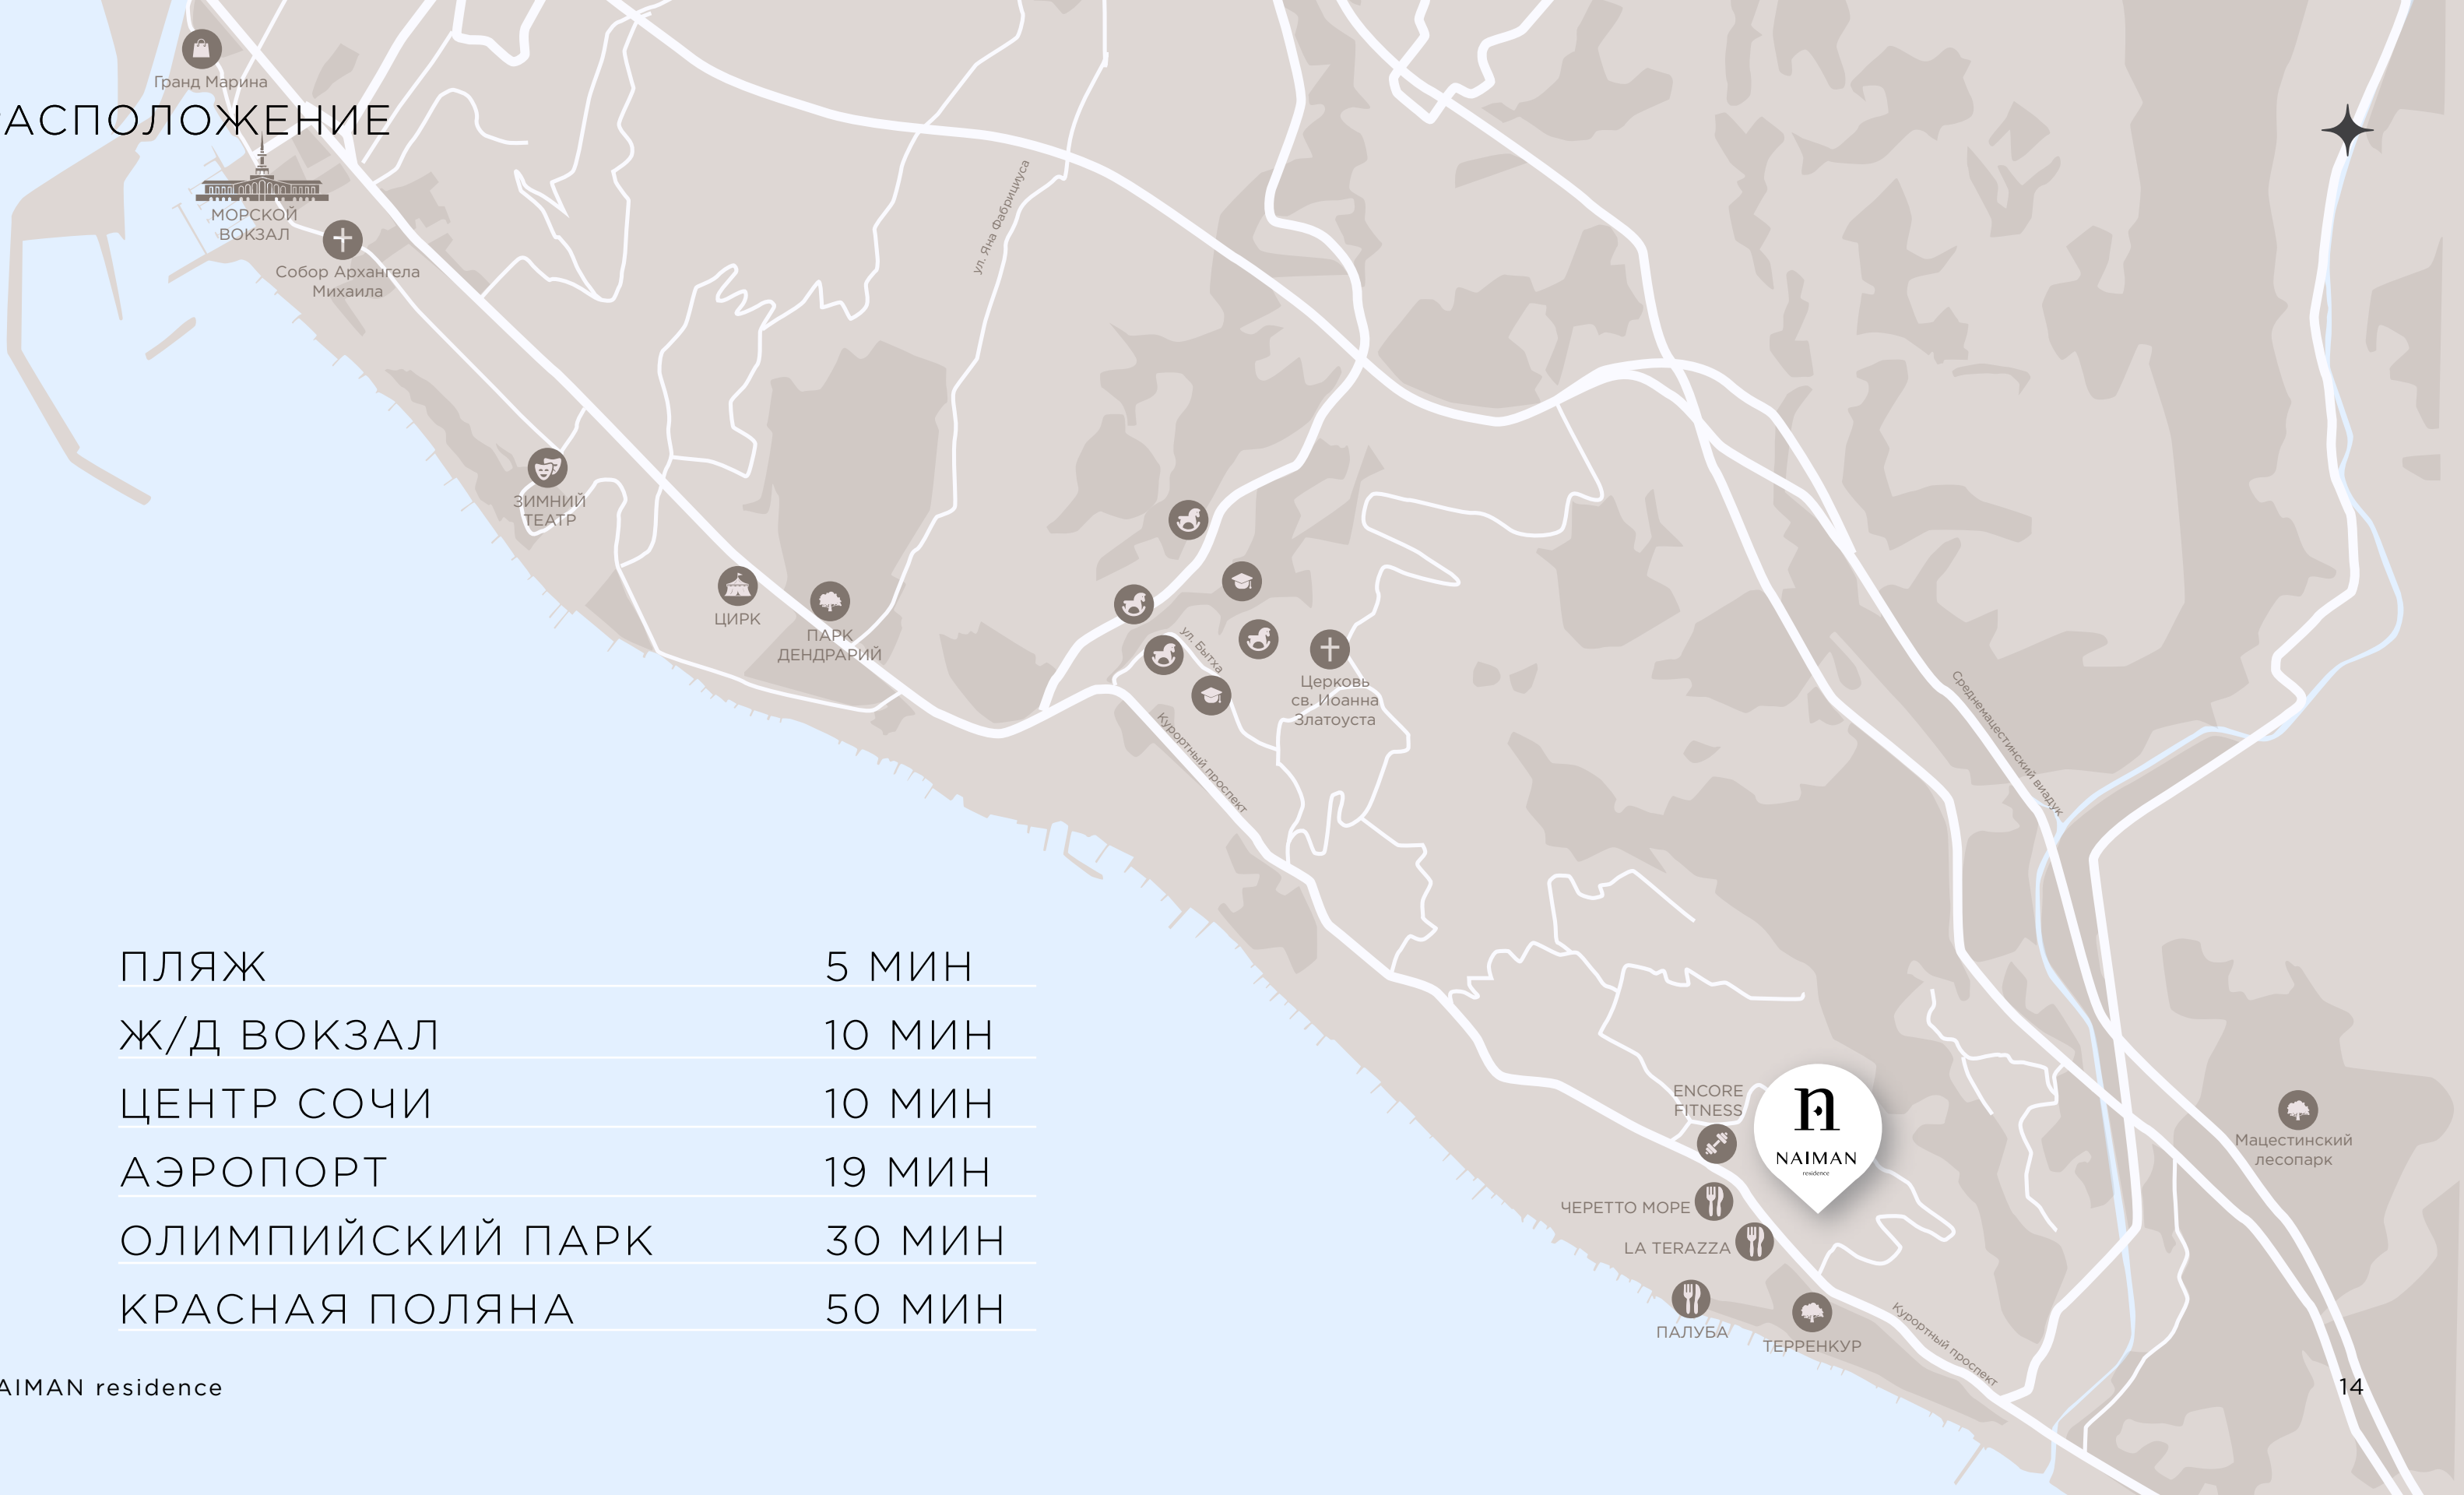 Гранд Марина
АСПОЛОЖЕНИЕ
МОРСКОЙ
ВОКЗАЛ
Собор Архангела
Михаила
ул. Яна Фабрициуса
ЗИМНИЙ
ТЕАТР
ЦИРК
ПАРК
ДЕНДРАРИЙ
ул. Бытха
Церковь
св. Иоанна
Златоуста
Курортный проспект
Среднемацестинский виадук
ПЛЯЖ 5 МИН
Ж/Д ВОКЗАЛ 10 МИН
ЦЕНТР СОЧИ 10 МИН
АЭРОПОРТ 19 МИН
ОЛИМПИЙСКИЙ ПАРК 30 МИН
КРАСНАЯ ПОЛЯНА 50 МИН
ENCORE
FITNESS
n
NAIMAN
residence
Мацестинский
лесопарк
ЧЕРЕТТО МОРЕ
LA TERAZZA
ПАЛУБА
ТЕРРЕНКУР
Курортный проспект
AIMAN residence
14